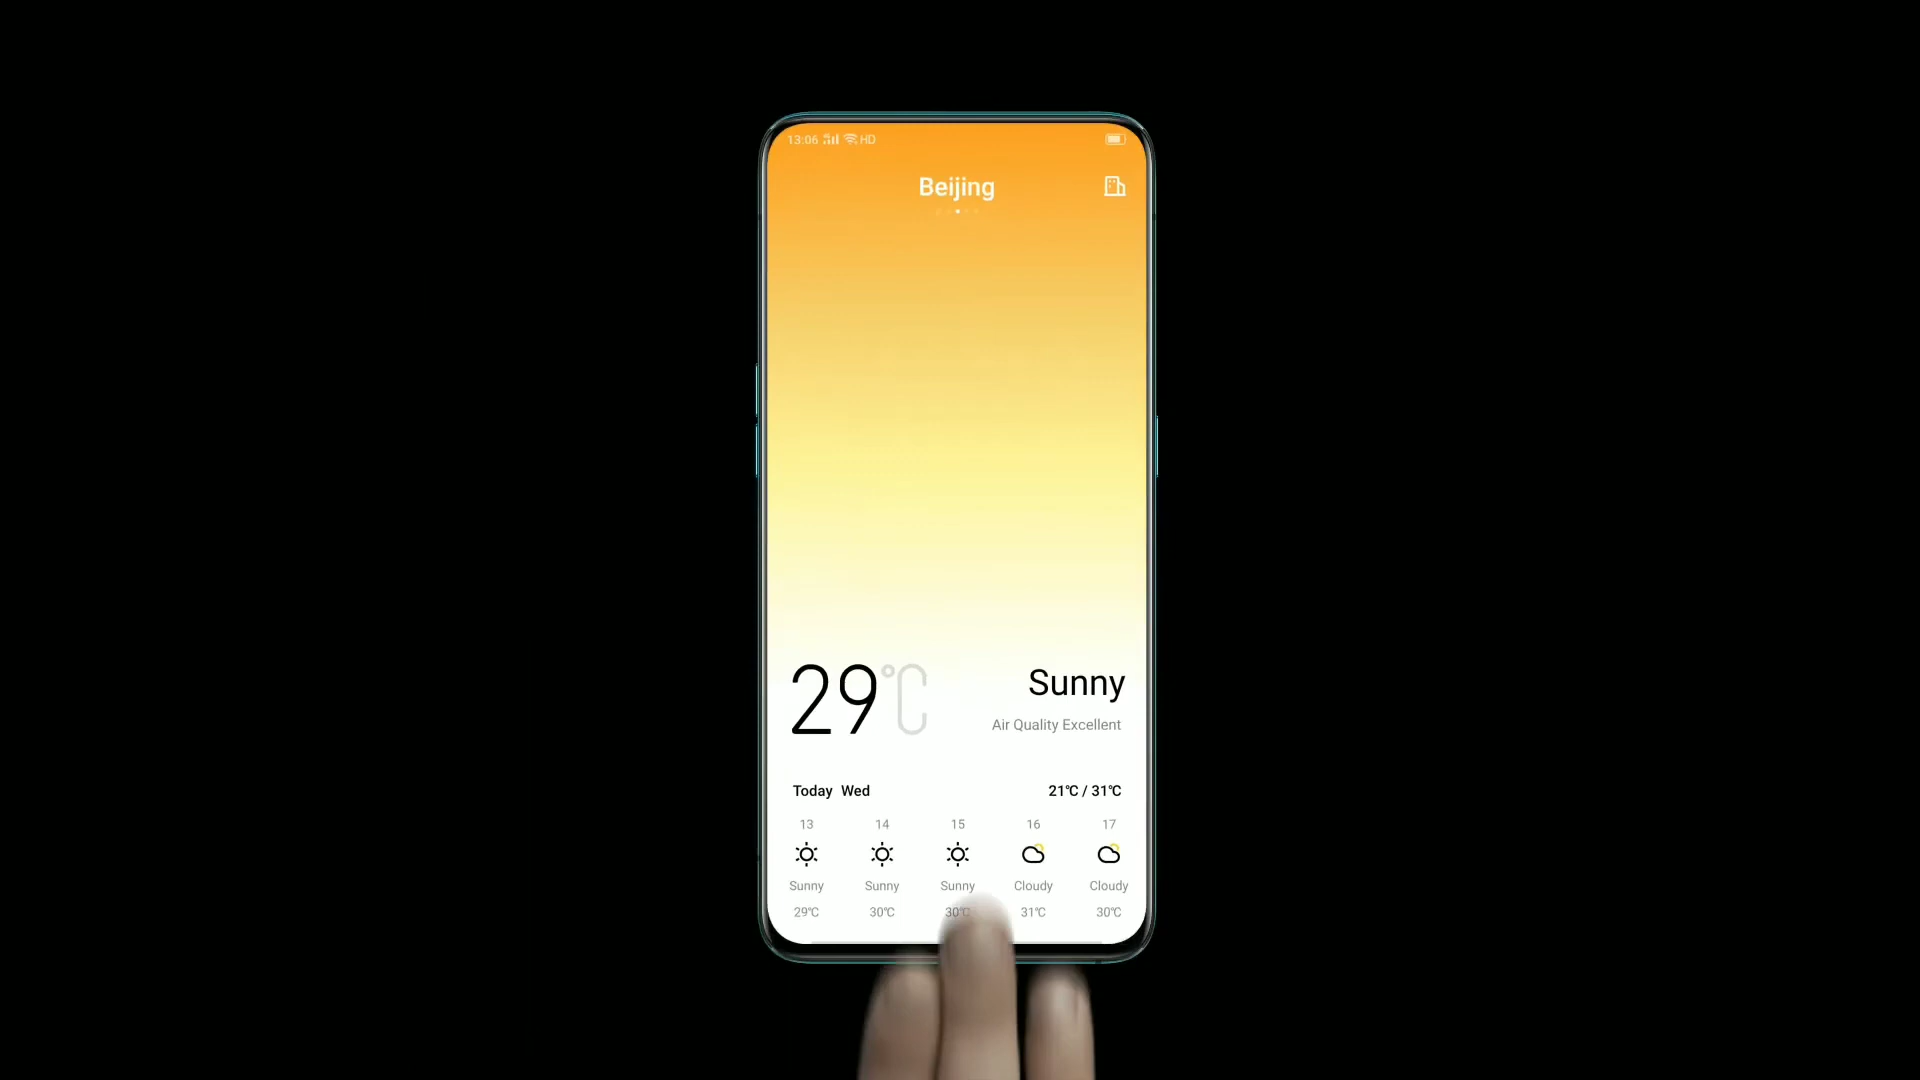 13:06 HD
Beijing
29°C
Sunny
Air Quality Excellent
Today Wed 21°C / 31°C
13 14 15 16 17
Sunny Sunny Sunny Cloudy Cloudy
29°C 30°C 30°C 31°C 30°C